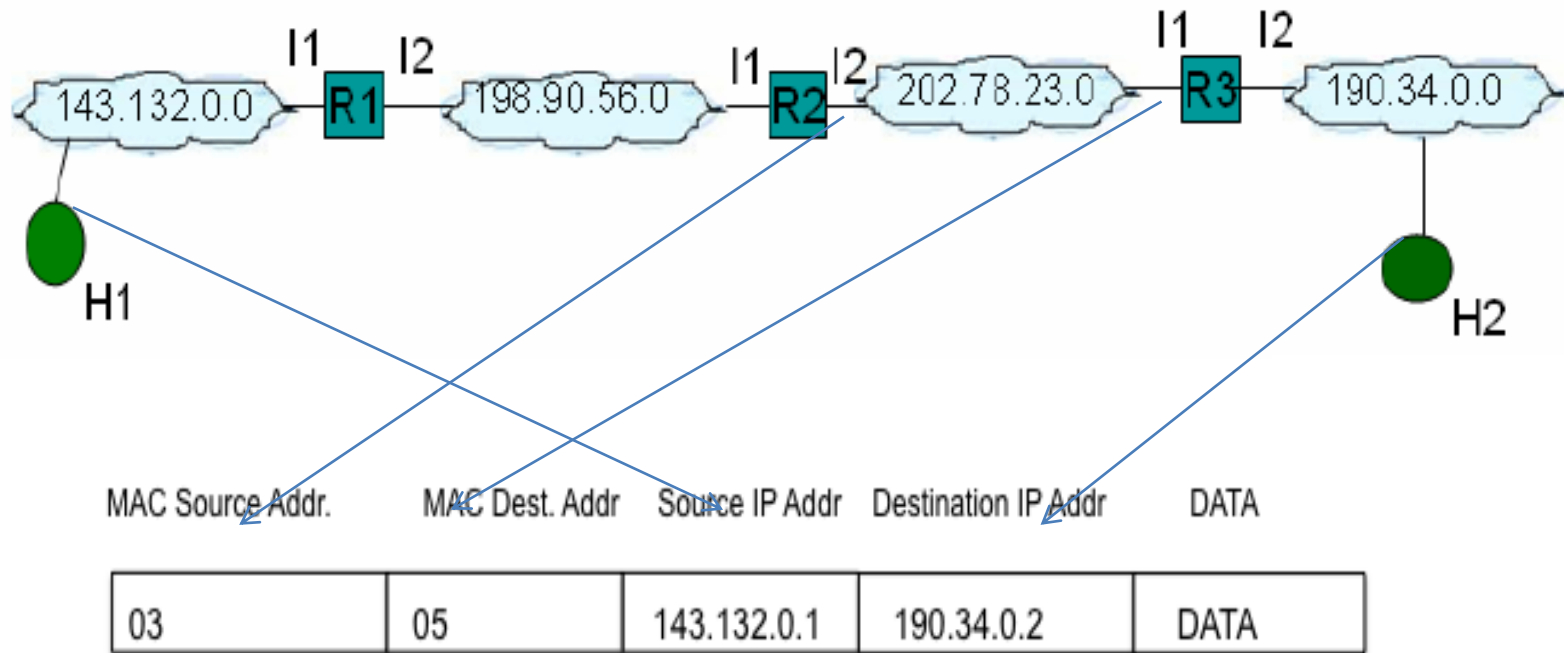 I1 I2 I1 I2 I1 I2
143.132.0.0 R1 198.90.56.0 R2 202.78.23.0 R3 190.34.0.0
H1 H2
MAC Source Addr. MAC Dest. Addr Source IP Addr Destination IP Addr DATA
03 05 143.132.0.1 190.34.0.2 DATA